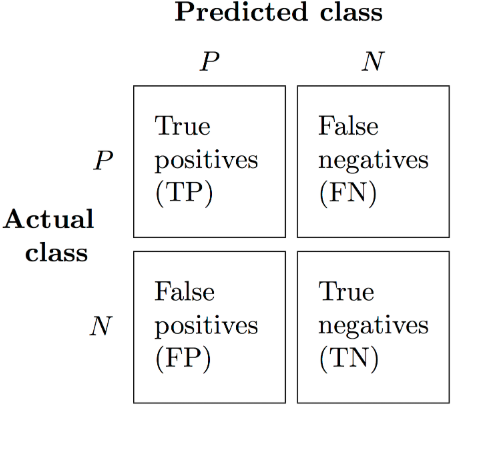 Predicted class
P N
True
positives
(TP)
False
negatives
(FN)
P
Actual
class
False
positives
(FP)
True
negatives
(TN)
N